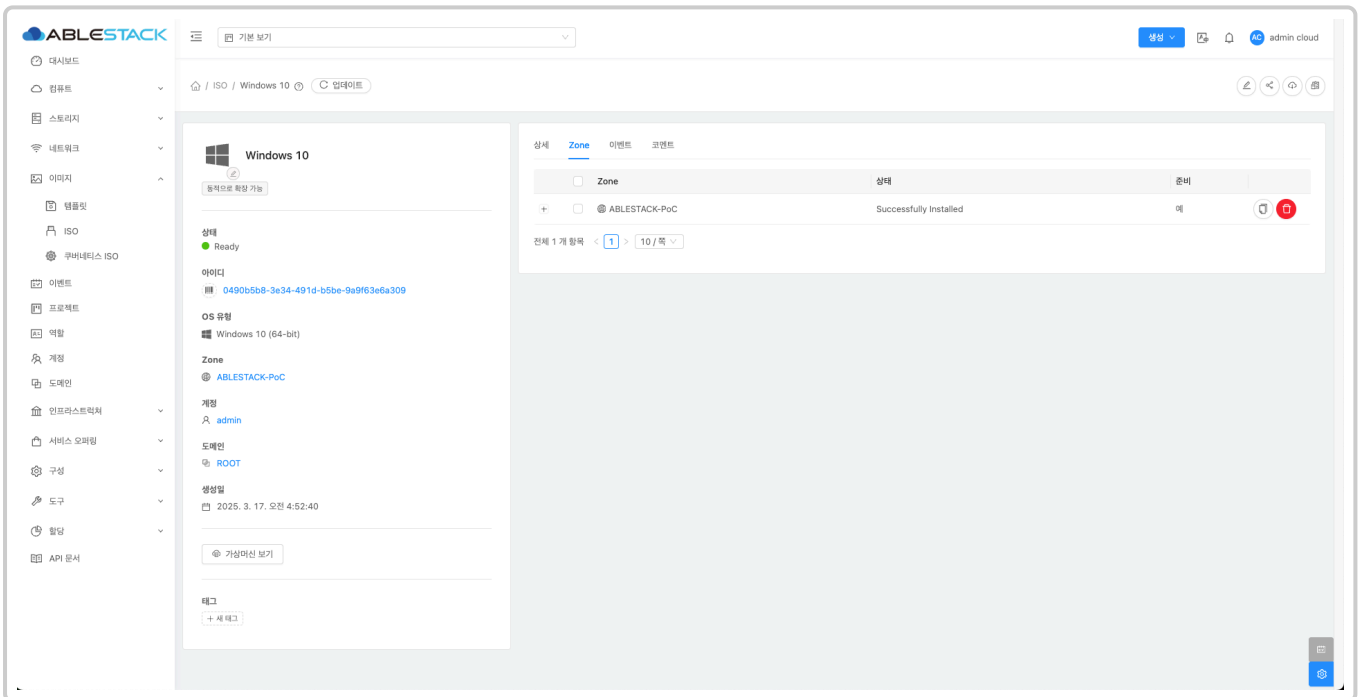 ABLESTACK
기본 보기
생성
AC admin cloud
대시보드
컴퓨트
스토리지
네트워크
이미지
템플릿
ISO
쿠버네티스 ISO
이벤트
프로젝트
역할
계정
도메인
인프라스트럭쳐
서비스 오퍼링
구성
도구
할당
API 문서
/ ISO / Windows 10 업데이트
Windows 10
동적으로 확장 가능
상태
Ready
아이디
0490b5b8-3e34-491d-b5be-9a9f63e6a309
OS 유형
Windows 10 (64-bit)
Zone
ABLESTACK-PoC
계정
admin
도메인
ROOT
생성일
2025. 3. 17. 오전 4:52:40
가상머신 보기
태그
+ 새 태그
상세 Zone 이벤트 코멘트
Zone 상태 준비
+ ABLESTACK-PoC Successfully Installed 예
전체 1 개 항목 < 1 > 10 / 쪽